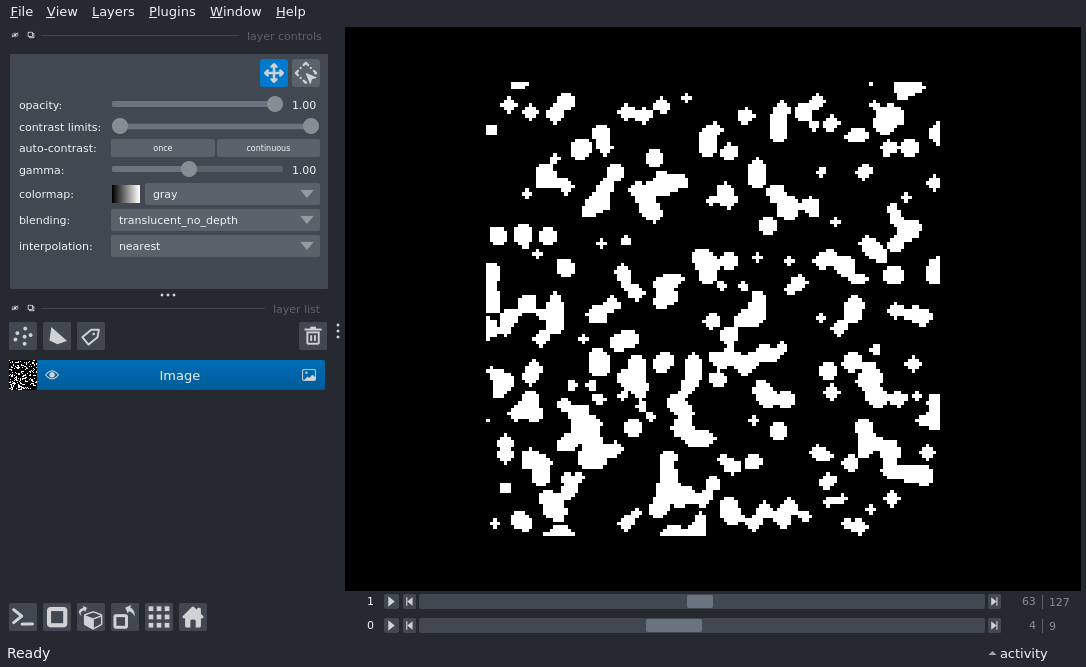 File View Layers Plugins Window Help
layer controls
opacity: 1.00
contrast limits:
auto-contrast: once continuous
gamma: 1.00
colormap: gray
blending: translucent_no_depth
interpolation: nearest
layer list
Image
1 63 127
0 4 9
Ready activity